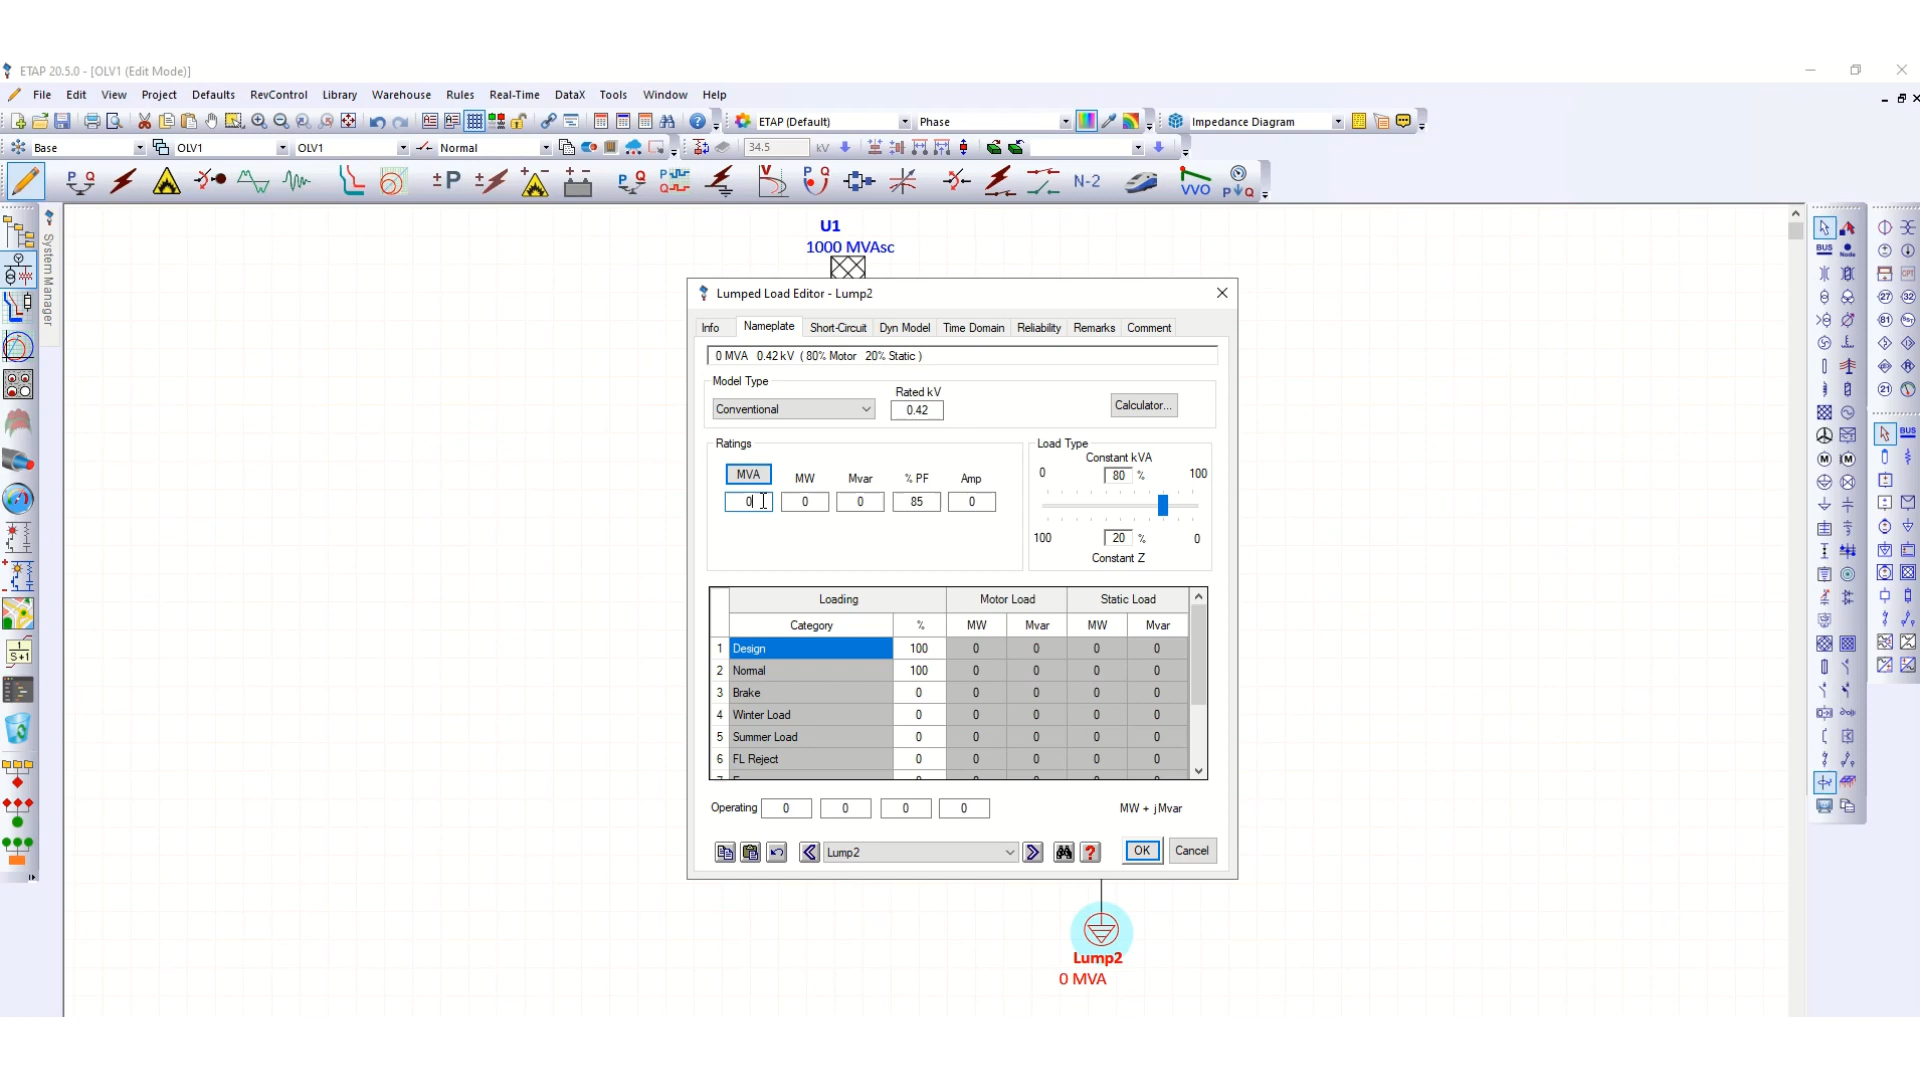 ETAP 20.5.0 - [OLV1 (Edit Mode)]
File Edit View Project Defaults RevControl Library Warehouse Rules Real-Time DataX Tools Window Help
ETAP (Default) Phase Impedance Diagram
Base OLV1 OLV1 Normal 34.5 kV
N-2 VVO
System Manager
U1
1000 MVAsc
Lumped Load Editor - Lump2
Info Nameplate Short-Circuit Dyn Model Time Domain Reliability Remarks Comment
0 MVA 0.42 kV ( 80% Motor 20% Static )
Model Type
Rated kV
Conventional 0.42 Calculator...
Ratings Load Type
Constant kVA
MVA MW Mvar % PF Amp
0 80 % 100
0 0 0 85 0
100 20 % 0
Constant Z
Loading Motor Load Static Load
Category % MW Mvar MW Mvar
1 Design 100 0 0 0 0
2 Normal 100 0 0 0 0
3 Brake 0 0 0 0 0
4 Winter Load 0 0 0 0 0
5 Summer Load 0 0 0 0 0
6 FL Reject 0 0 0 0 0
Operating 0 0 0 0 MW + jMvar
Lump2 OK Cancel
Lump2
0 MVA